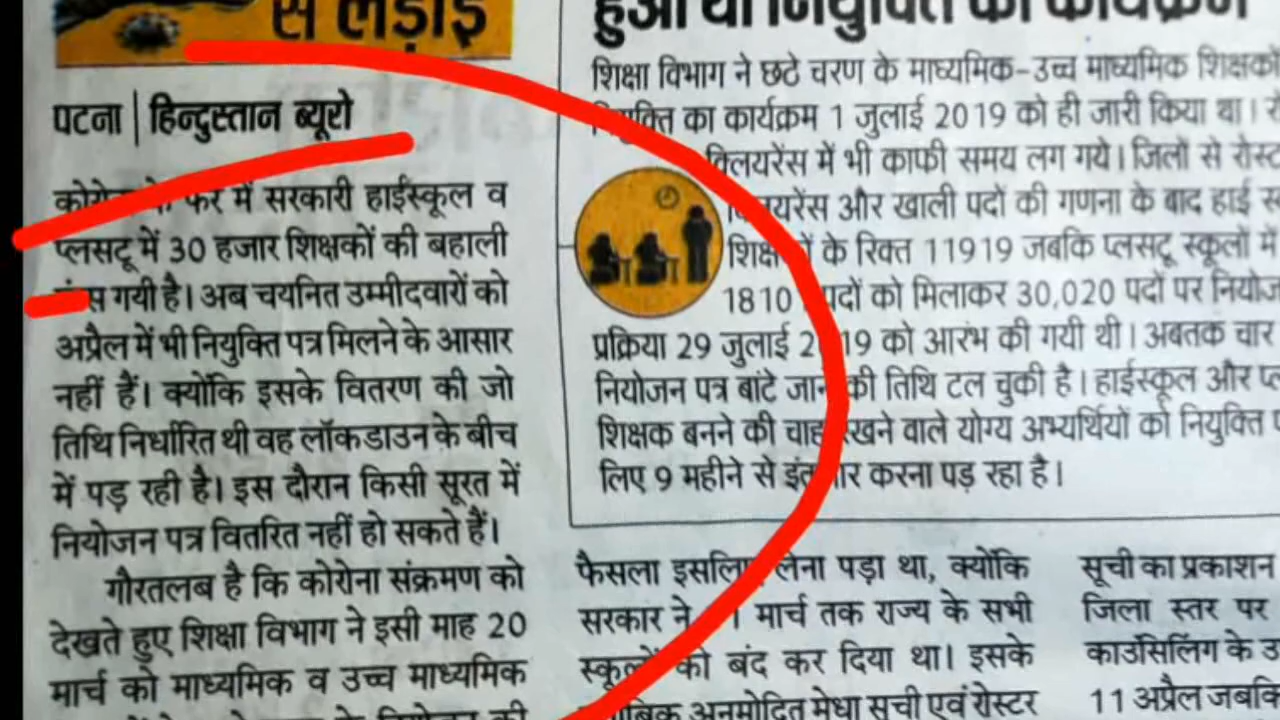 से लड़ाई
पटना | हिन्दुस्तान ब्यूरो
फेर में सरकारी हाईस्कूल व
प्लसटू में 30 हजार शिक्षकों की बहाली
गयी है। अब चयनित उम्मीदवारों को
अप्रैल में भी नियुक्ति पत्र मिलने के आसार
नहीं हैं। क्योंकि इसके वितरण की जो
तिथि निर्धारित थी वह लॉकडाउन के बीच
में पड़ रही है। इस दौरान किसी सूरत में
नियोजन पत्र वितरित नहीं हो सकते हैं।
गौरतलब है कि कोरोना संक्रमण को
देखते हुए शिक्षा विभाग ने इसी माह 20
मार्च को माध्यमिक व उच्च माध्यमिक
हुआ था नियुक्ति का कार्यक्रम
शिक्षा विभाग ने छठे चरण के माध्यमिक-उच्च माध्यमिक शिक्षकों
का कार्यक्रम 1 जुलाई 2019 को ही जारी किया था।
क्लियरेंस में भी काफी समय लग गये। जिलों से रोस्ट
और खाली पदों की गणना के बाद हाई
के रिक्त 11919 जबकि प्लसटू स्कूलों में
1810 पदों को मिलाकर 30,020 पदों पर नियोज
प्रक्रिया 29 जुलाई 2019 को आरंभ की गयी थी। अबतक चार
नियोजन पत्र बांटे जाने की तिथि टल चुकी है। हाईस्कूल और
शिक्षक बनने की चाह रखने वाले योग्य अभ्यर्थियों को नियुक्ति
लिए 9 महीने से इंतजार करना पड़ रहा है।
फैसला इसलिए लेना पड़ा था, क्योंकि
सरकार ने मार्च तक राज्य के सभी
स्कूलों को बंद कर दिया था। इसके
अनुमोदित मेधा सूची एवं रोस्टर
सूची का प्रकाशन
जिला स्तर पर
काउंसिलिंग के
11 अप्रैल जबकि